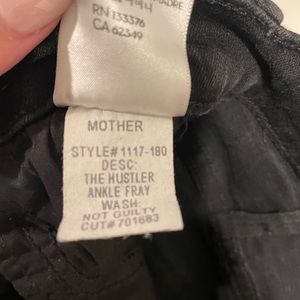 RN 133376
CA 62349
MOTHER
STYLE# 1117-180
DESC:
THE HUSTLER
ANKLE FRAY
WASH:
NOT GUILTY
CUT# 701683